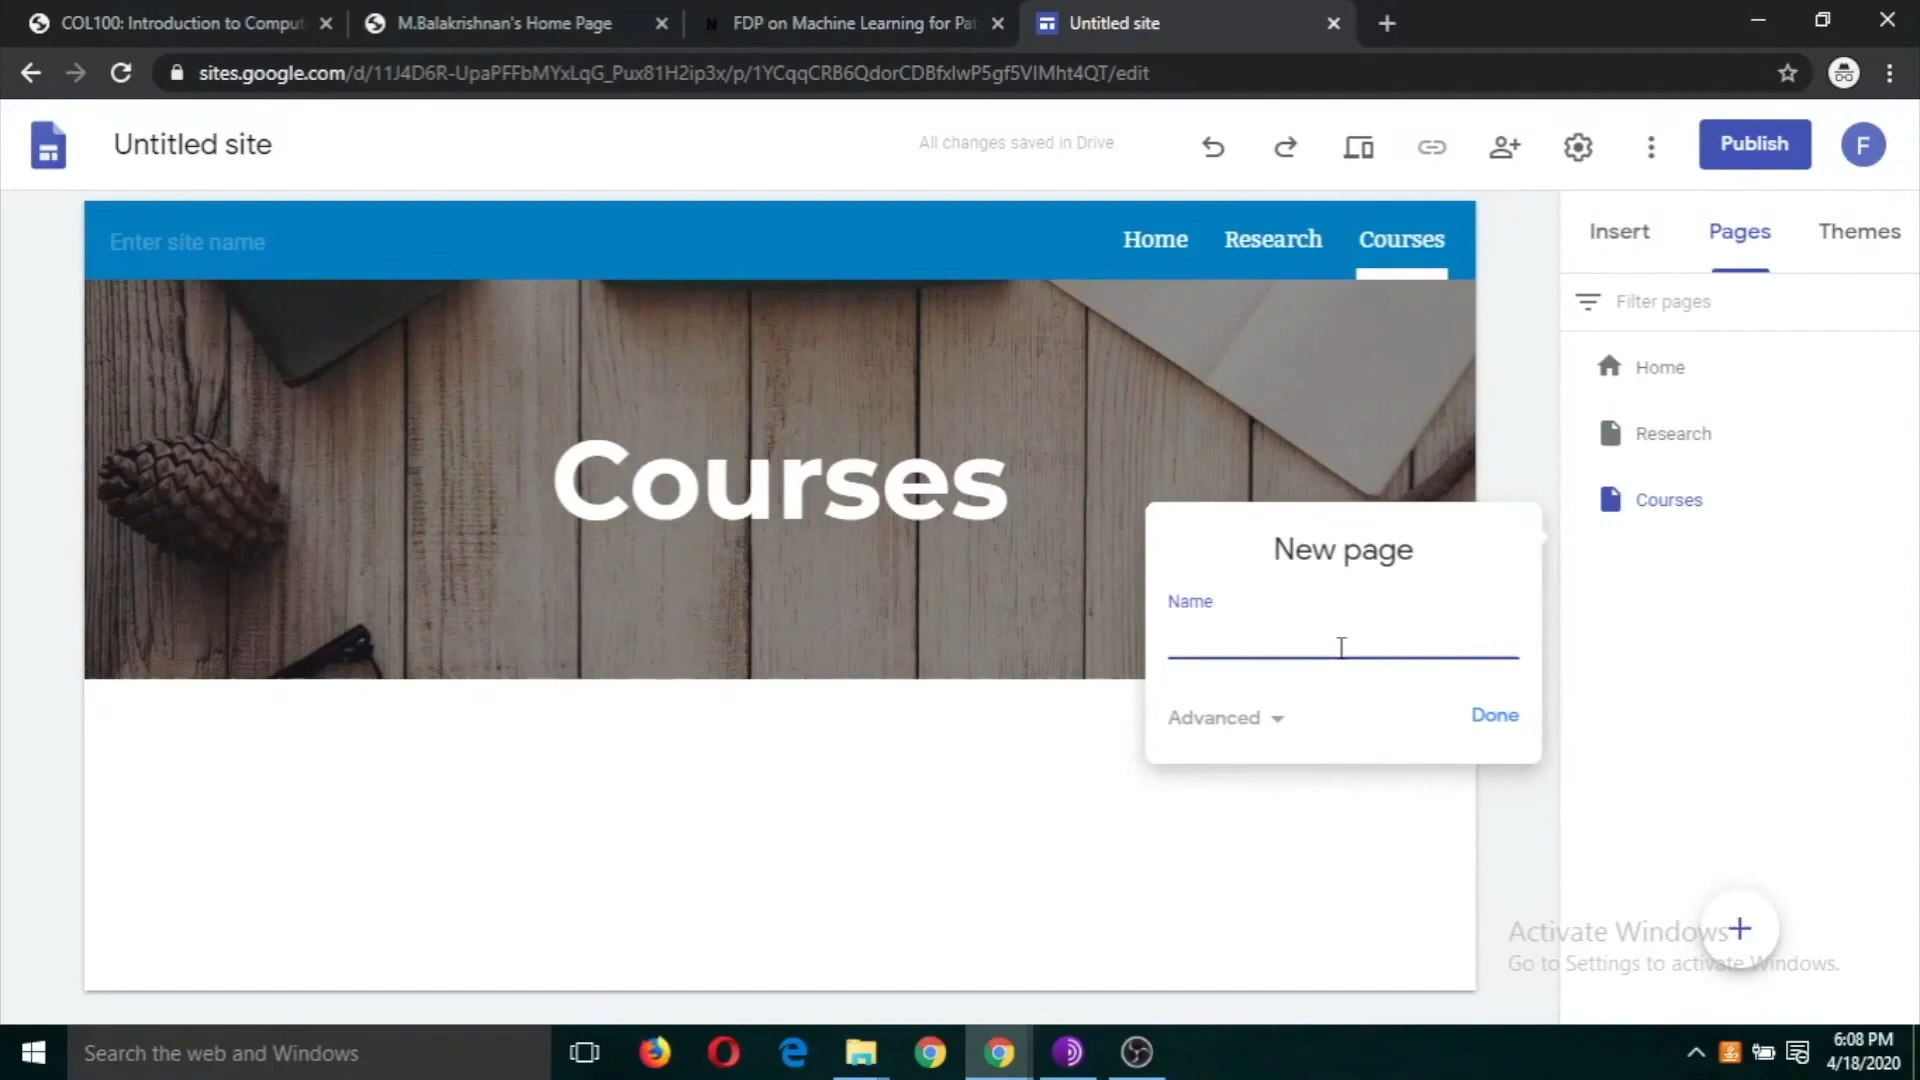 COL100: Introduction to Comput
M.Balakrishnan's Home Page
FDP on Machine Learning for Pat
Untitled site
sites.google.com/d/11J4D6R-UpaPFFbMYxLqG_Pux81H2ip3x/p/1YCqqCRB6QdorCDBfxlwP5gf5VIMht4QT/edit
Untitled site
All changes saved in Drive
Publish
F
Enter site name
Home
Research
Courses
Insert
Pages
Themes
Filter pages
Home
Research
Courses
Courses
New page
Name
Advanced
Done
Activate Windows
Go to Settings to activate Windows.
Search the web and Windows
6:08 PM
4/18/2020